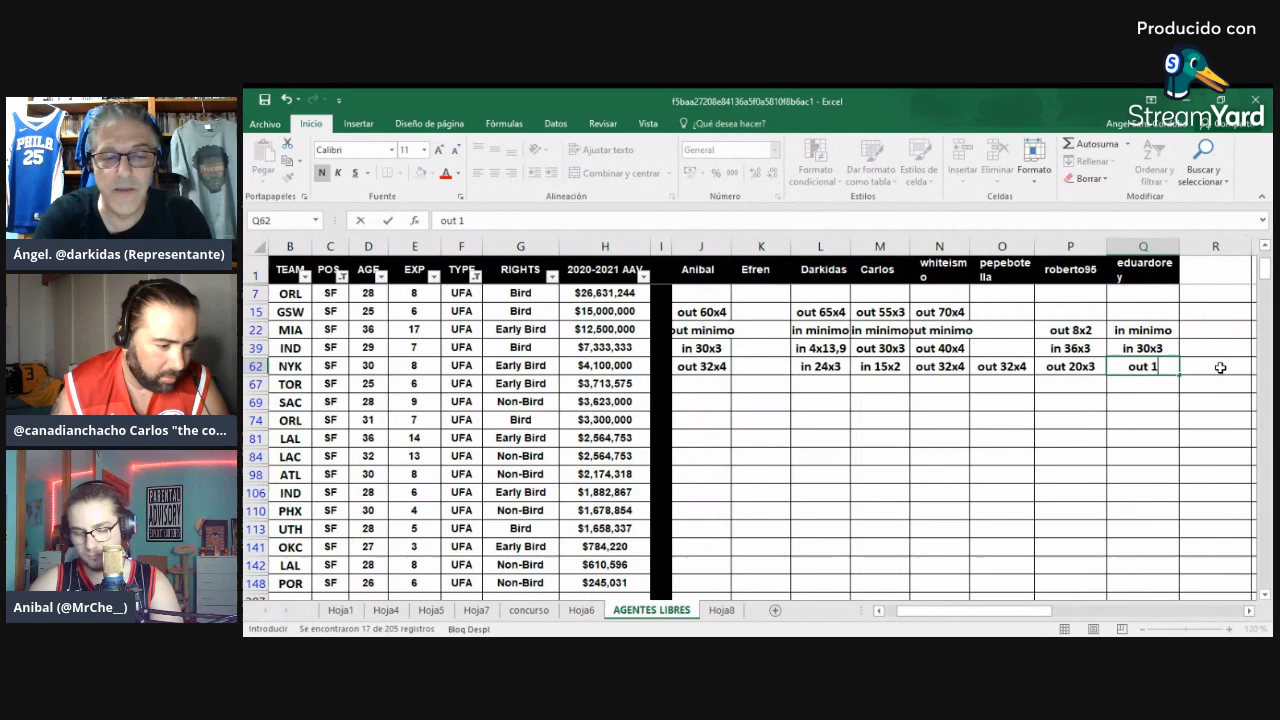 Producido con
StreamYard
PHILA
25
Ángel. @darkidas (Representante)
@canadianchacho Carlos "the co...
PARENTAL
ADVISORY
EXPLICIT CONTENT
Anibal (@MrChe__)
f5baa27208e84136a5f0a5810f8b6ac1 - Excel
Archivo Inicio Insertar Diseño de página Fórmulas Datos Revisar Vista ¿Qué desea hacer?
Pegar
Portapapeles
Calibri 11
N K S
Fuente
Ajustar texto
Combinar y centrar
Alineación
General
% 000
Número
Formato condicional
Dar formato como tabla
Estilos de celda
Estilos
Insertar Eliminar Formato
Celdas
Autosuma
Rellenar
Borrar
Ordenar y filtrar
Buscar y seleccionar
Modificar
Q62 fx out 1
B C D E F G H I J K L M N O P Q R
1 TEAM POS AGE EXP TYPE RIGHTS 2020-2021 AAV Anibal Efren Darkidas Carlos whiteismo pepebotella roberto95 eduardorey
7 ORL SF 28 8 UFA Bird $26,631,244
15 GSW SF 25 6 UFA Bird $15,000,000 out 60x4 out 65x4 out 55x3 out 70x4
22 MIA SF 36 17 UFA Early Bird $12,500,000 out minimo in minimo in minimo out minimo out 8x2 in minimo
39 IND SF 29 7 UFA Bird $7,333,333 in 30x3 in 4x13,9 out 30x3 out 40x4 in 36x3 in 30x3
62 NYK SF 30 8 UFA Early Bird $4,100,000 out 32x4 in 24x3 in 15x2 out 32x4 out 32x4 out 20x3 out 1
67 TOR SF 25 6 UFA Early Bird $3,713,575
69 SAC SF 28 9 UFA Non-Bird $3,623,000
74 ORL SF 31 7 UFA Bird $3,300,000
81 LAL SF 36 14 UFA Early Bird $2,564,753
84 LAC SF 32 13 UFA Non-Bird $2,564,753
98 ATL SF 30 8 UFA Non-Bird $2,174,318
106 IND SF 28 6 UFA Early Bird $1,882,867
110 PHX SF 30 4 UFA Non-Bird $1,678,854
113 UTH SF 28 5 UFA Bird $1,658,337
141 OKC SF 27 3 UFA Early Bird $784,220
142 LAL SF 28 8 UFA Non-Bird $610,596
148 POR SF 26 6 UFA Non-Bird $245,031
Hoja1 Hoja4 Hoja5 Hoja7 concurso Hoja6 AGENTES LIBRES Hoja8
Introducir Se encontraron 17 de 205 registros Bloq Despl 120 %